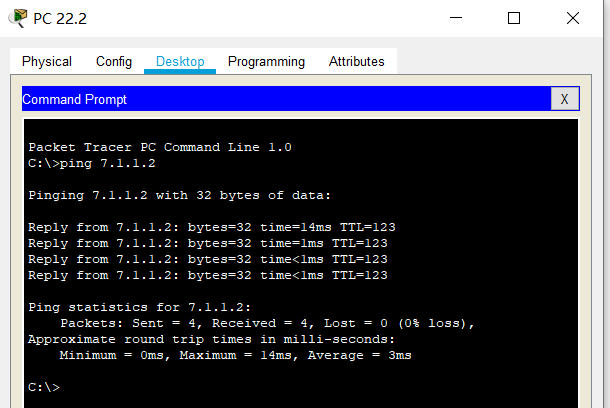 PC 22.2
Physical Config Desktop Programming Attributes
Command Prompt
X
Packet Tracer PC Command Line 1.0
C:\>ping 7.1.1.2
Pinging 7.1.1.2 with 32 bytes of data:
Reply from 7.1.1.2: bytes=32 time=14ms TTL=123
Reply from 7.1.1.2: bytes=32 time=1ms TTL=123
Reply from 7.1.1.2: bytes=32 time<1ms TTL=123
Reply from 7.1.1.2: bytes=32 time<1ms TTL=123
Ping statistics for 7.1.1.2:
Packets: Sent = 4, Received = 4, Lost = 0 (0% loss),
Approximate round trip times in milli-seconds:
Minimum = 0ms, Maximum = 14ms, Average = 3ms
C:\>